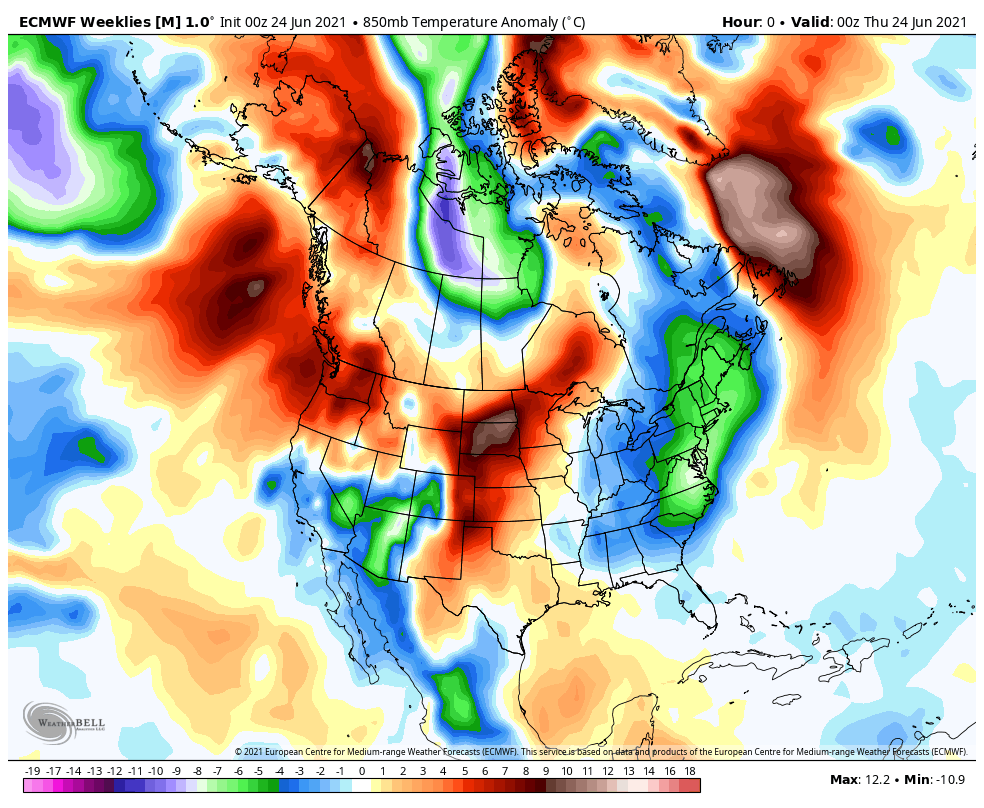 ECMWF Weeklies [M] 1.0° Init 00z 24 Jun 2021 • 850mb Temperature Anomaly (°C)
Hour: 0 • Valid: 00z Thu 24 Jun 2021
WEATHERBELL
Analytics LLC
© 2021 European Centre for Medium-range Weather Forecasts (ECMWF). This service is based on data and products of the European Centre for Medium-range Weather Forecasts (ECMWF).
-19 -17 -14 -13 -12 -11 -10 -9 -8 -7 -6 -5 -4 -3 -2 -1 0 1 2 3 4 5 6 7 8 9 10 11 12 13 14 16 18
Max: 12.2 • Min: -10.9